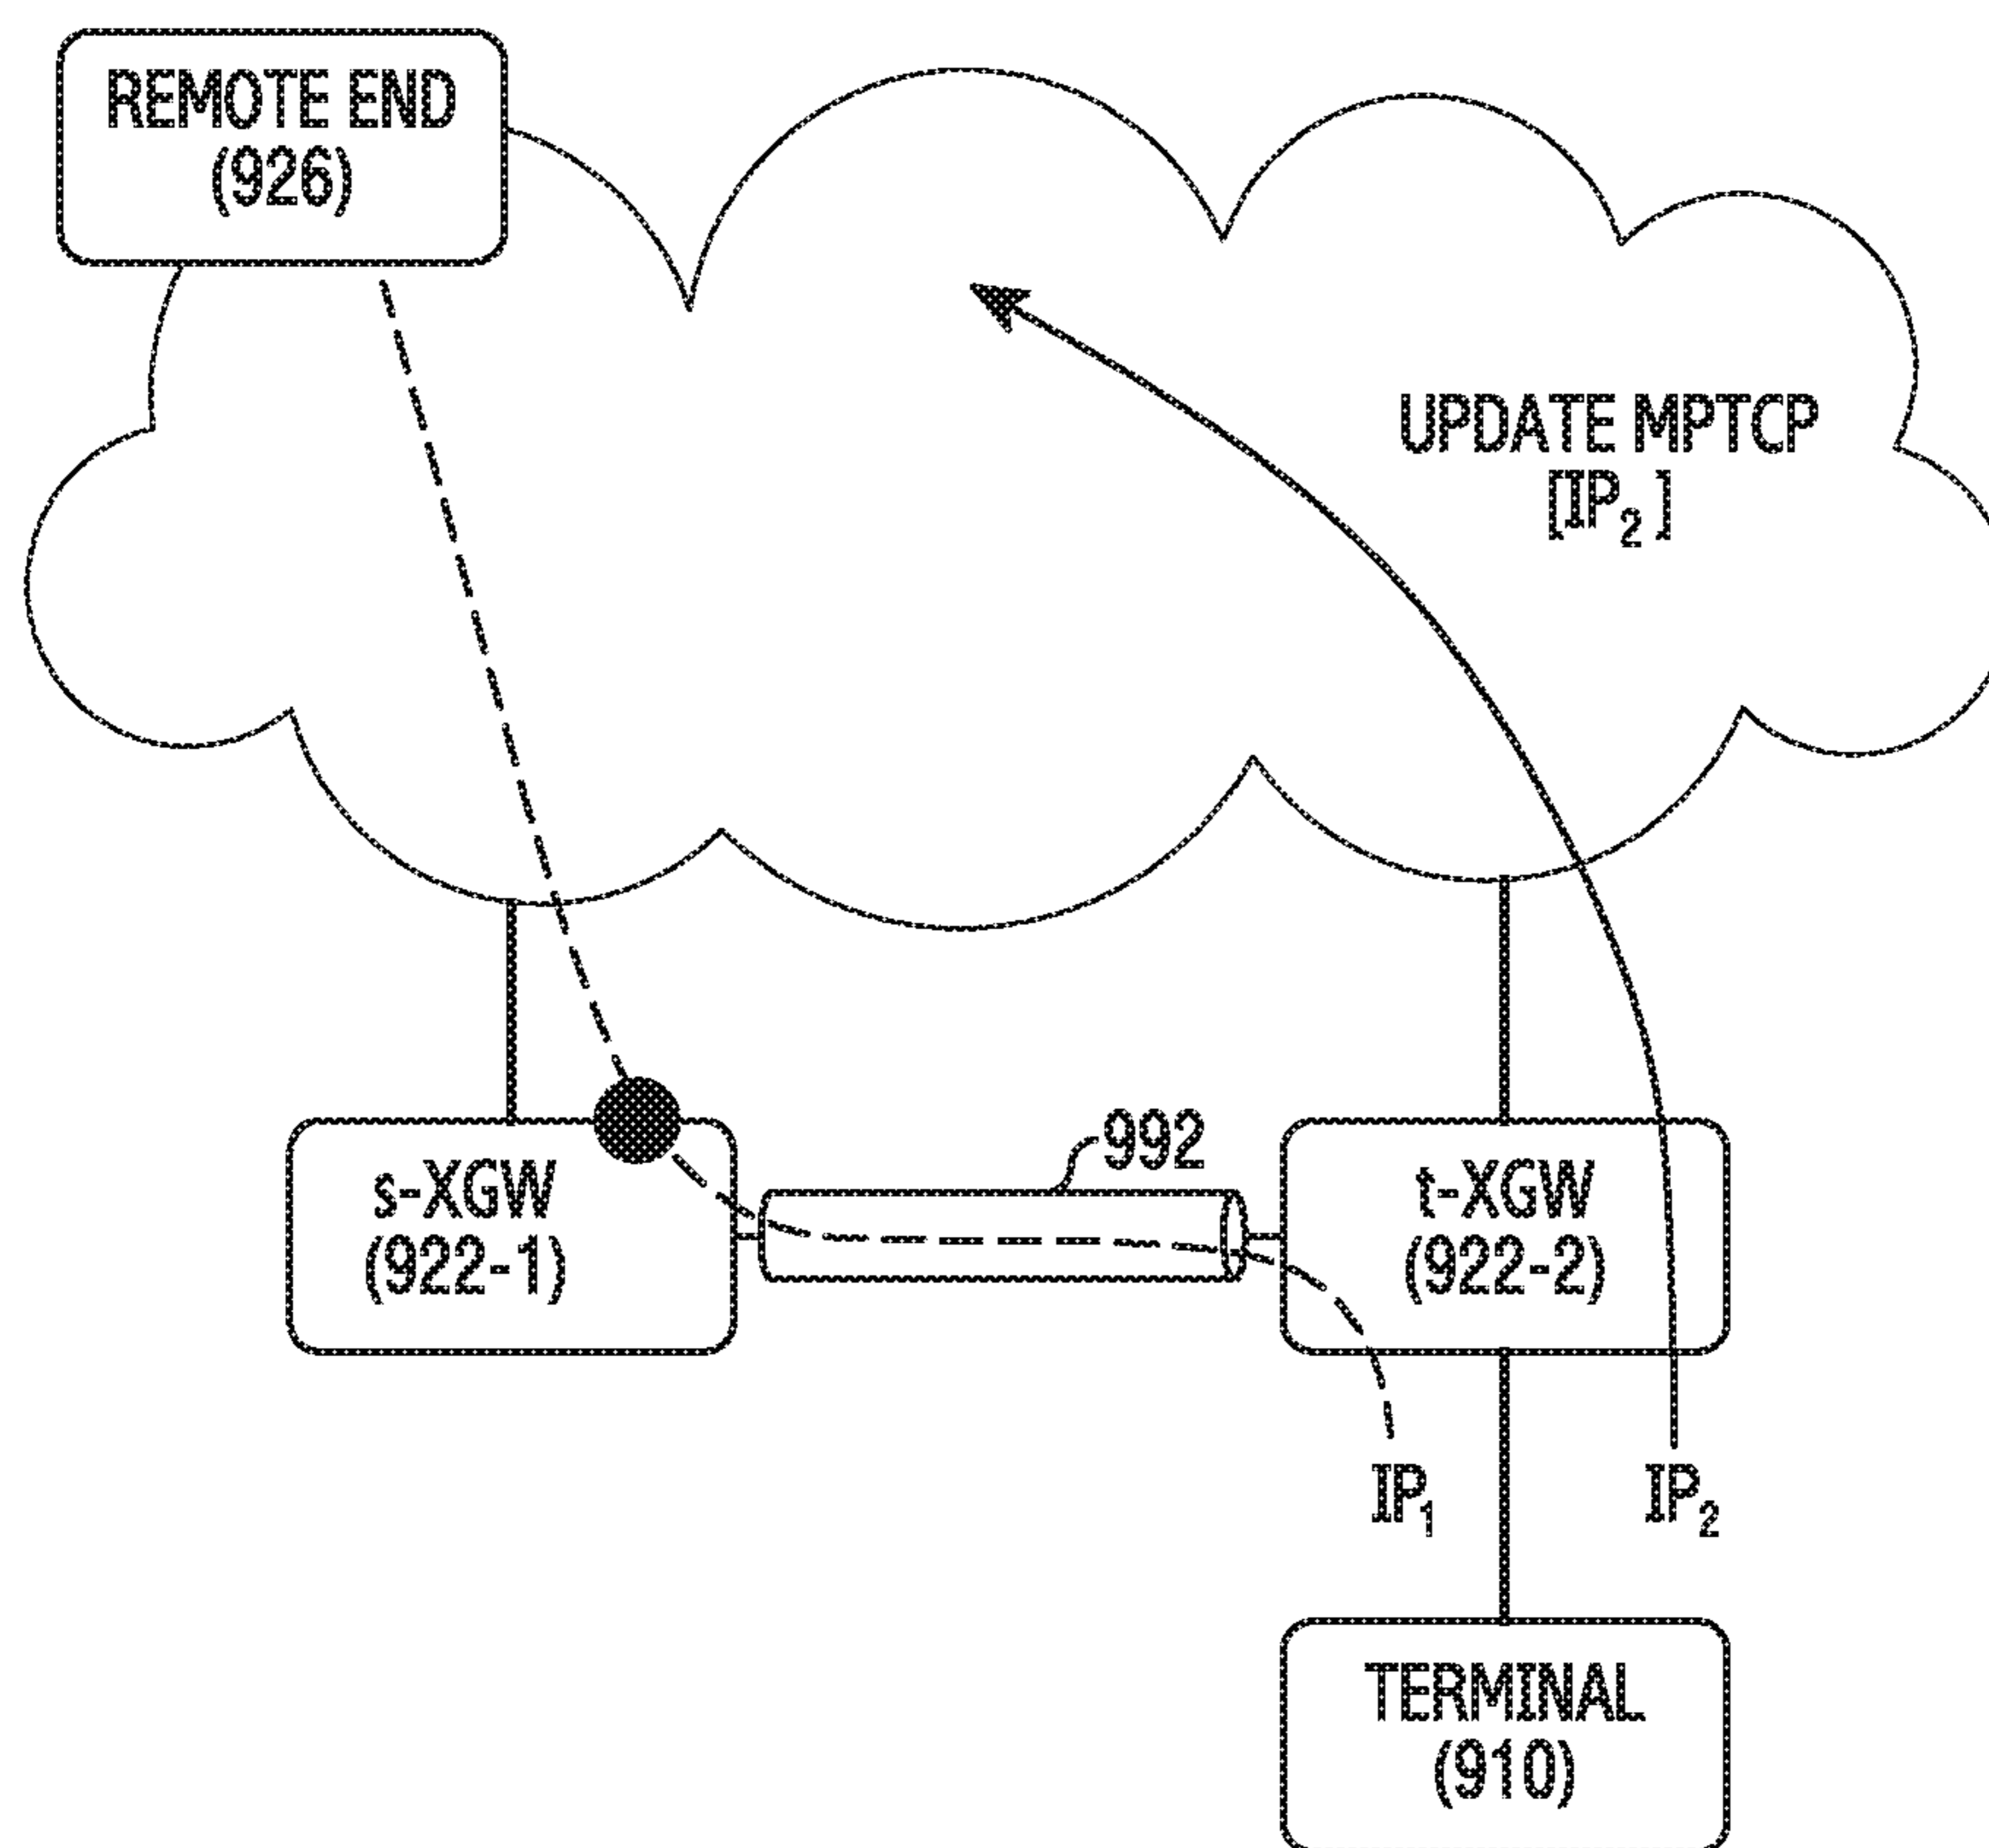 REMOTE END
(926)
UPDATE MPTCP
[IP₂]
992
s-XGW
(922-1)
t-XGW
(922-2)
IP₁
IP₂
TERMINAL
(910)